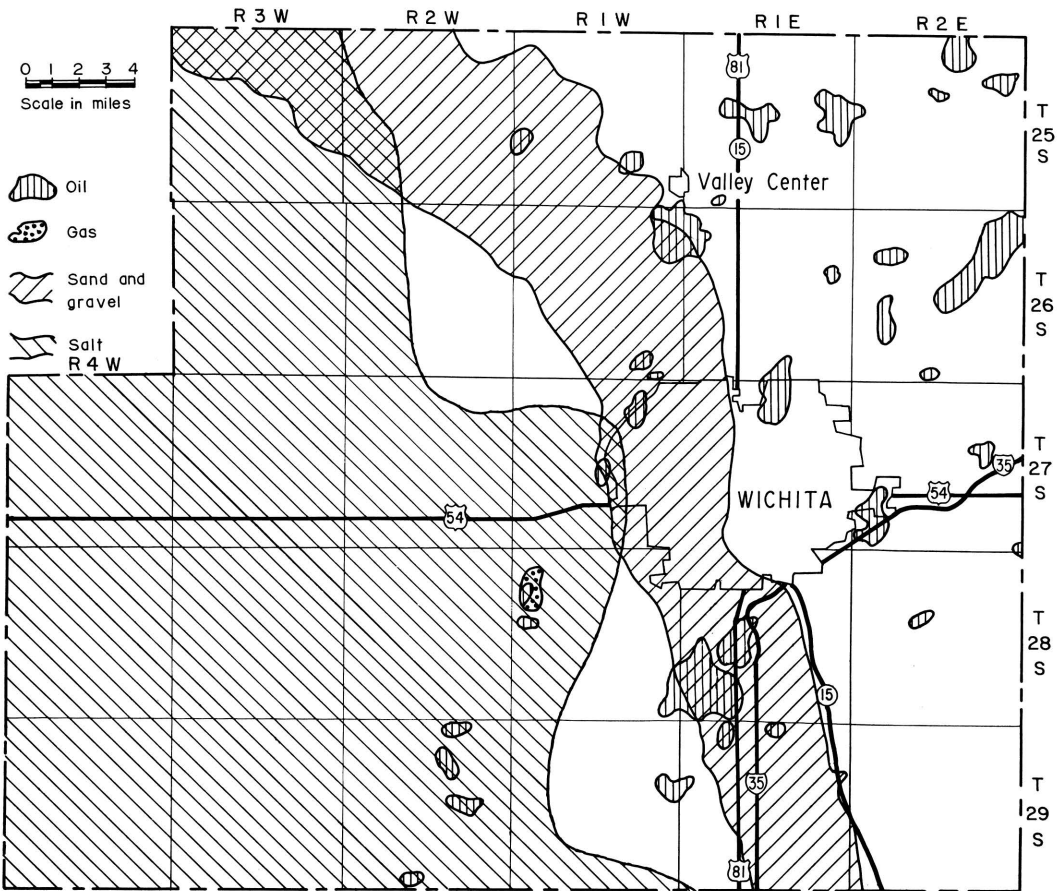 R 3 W R 2 W R 1 W R 1 E R 2 E
0 1 2 3 4
Scale in miles
Oil
Gas
Sand and
gravel
Salt
R 4 W
81
15
Valley Center
T
25
S
T
26
S
T
27
S
35
54
WICHITA
54
T
28
S
15
35
T
29
S
81